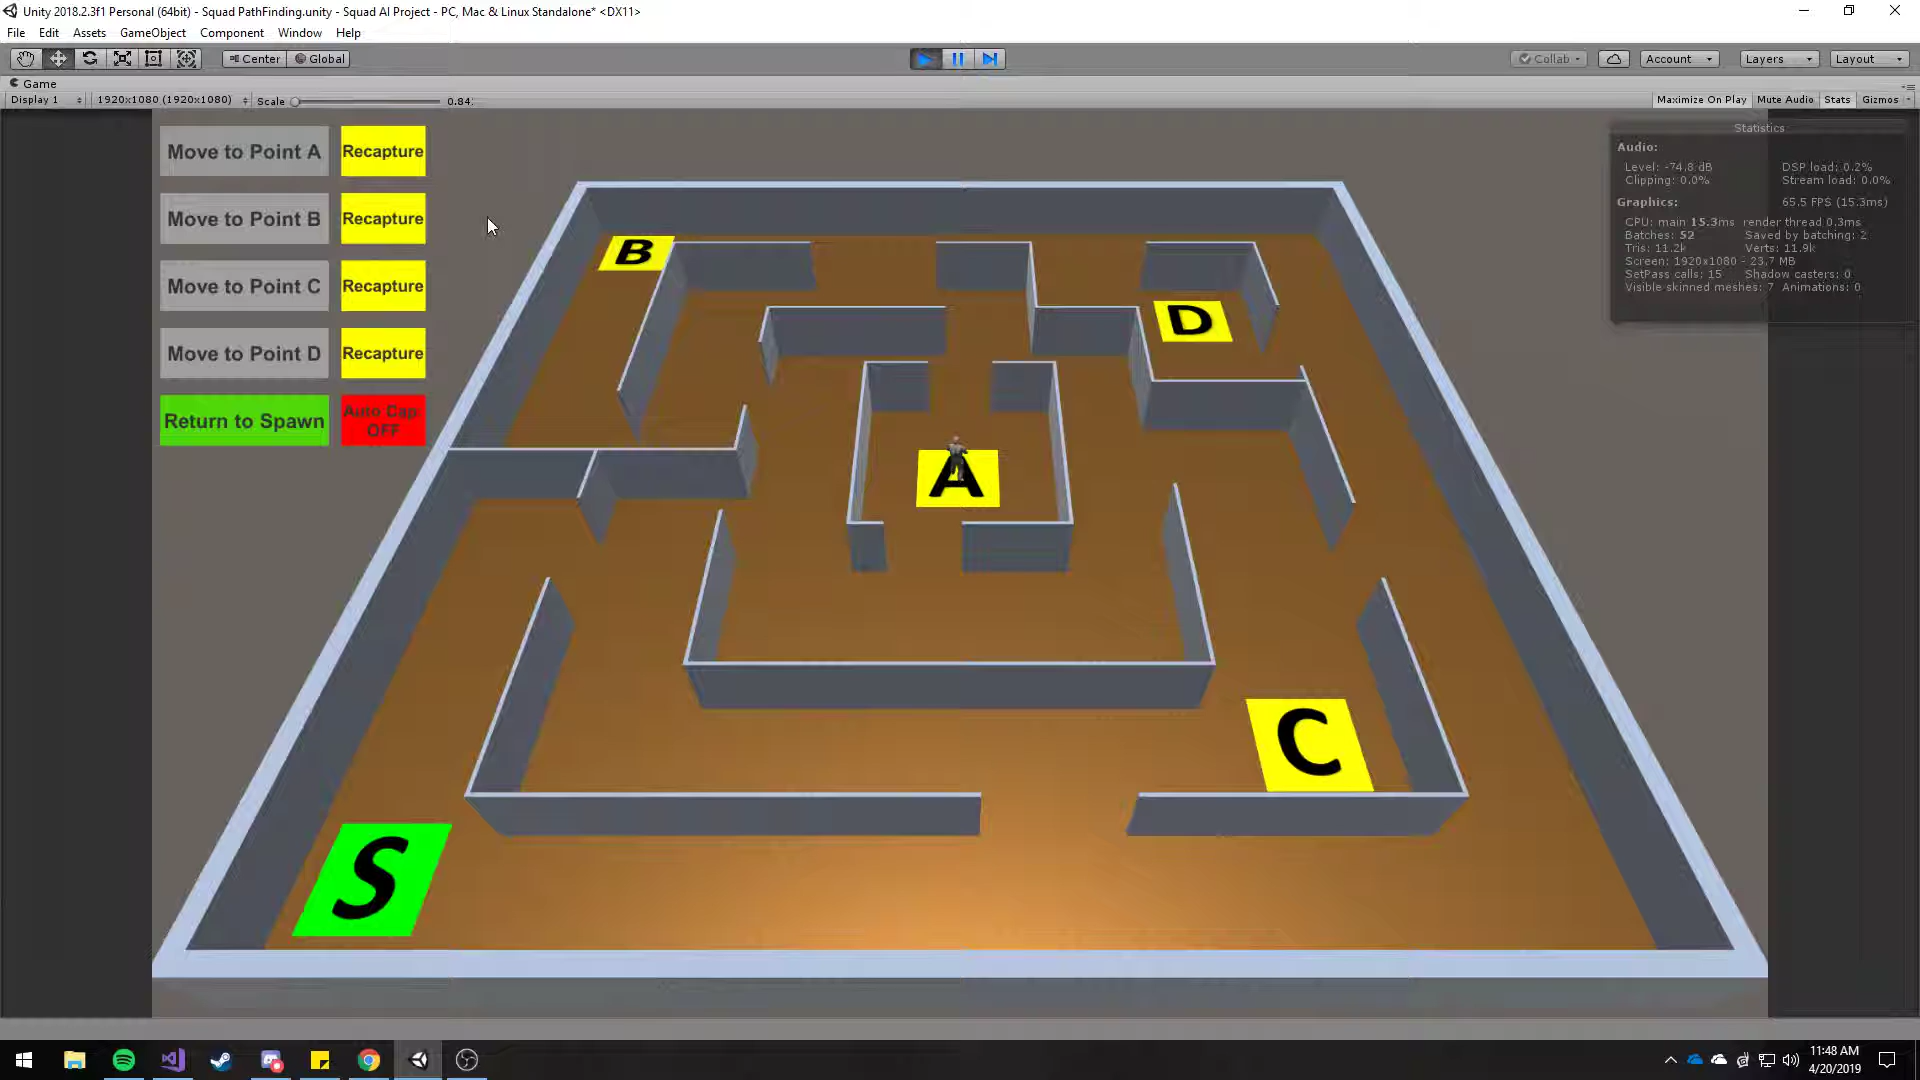 Unity 2018.2.3f1 Personal (64bit) - Squad PathFinding.unity - Squad AI Project - PC, Mac & Linux Standalone* <DX11>
File Edit Assets GameObject Component Window Help
Center Global Collab Account Layers Layout
Game
Display 1 1920x1080 (1920x1080) Scale 0.84 Maximize On Play Mute Audio Stats Gizmos
Statistics
Audio:
Level: -74.8 dB DSP load: 0.2%
Clipping: 0.0% Stream load: 0.0%
Graphics: 65.5 FPS (15.3ms)
CPU: main 15.3ms render thread 0.3ms
Batches: 52 Saved by batching: 2
Tris: 11.2k Verts: 11.9k
Screen: 1920x1080 - 23.7 MB
SetPass calls: 15 Shadow casters: 0
Visible skinned meshes: 7 Animations: 0
Move to Point A Recapture
Move to Point B Recapture
Move to Point C Recapture
Move to Point D Recapture
Return to Spawn Auto Cap
OFF
B
D
A
C
S
11:48 AM
4/20/2019